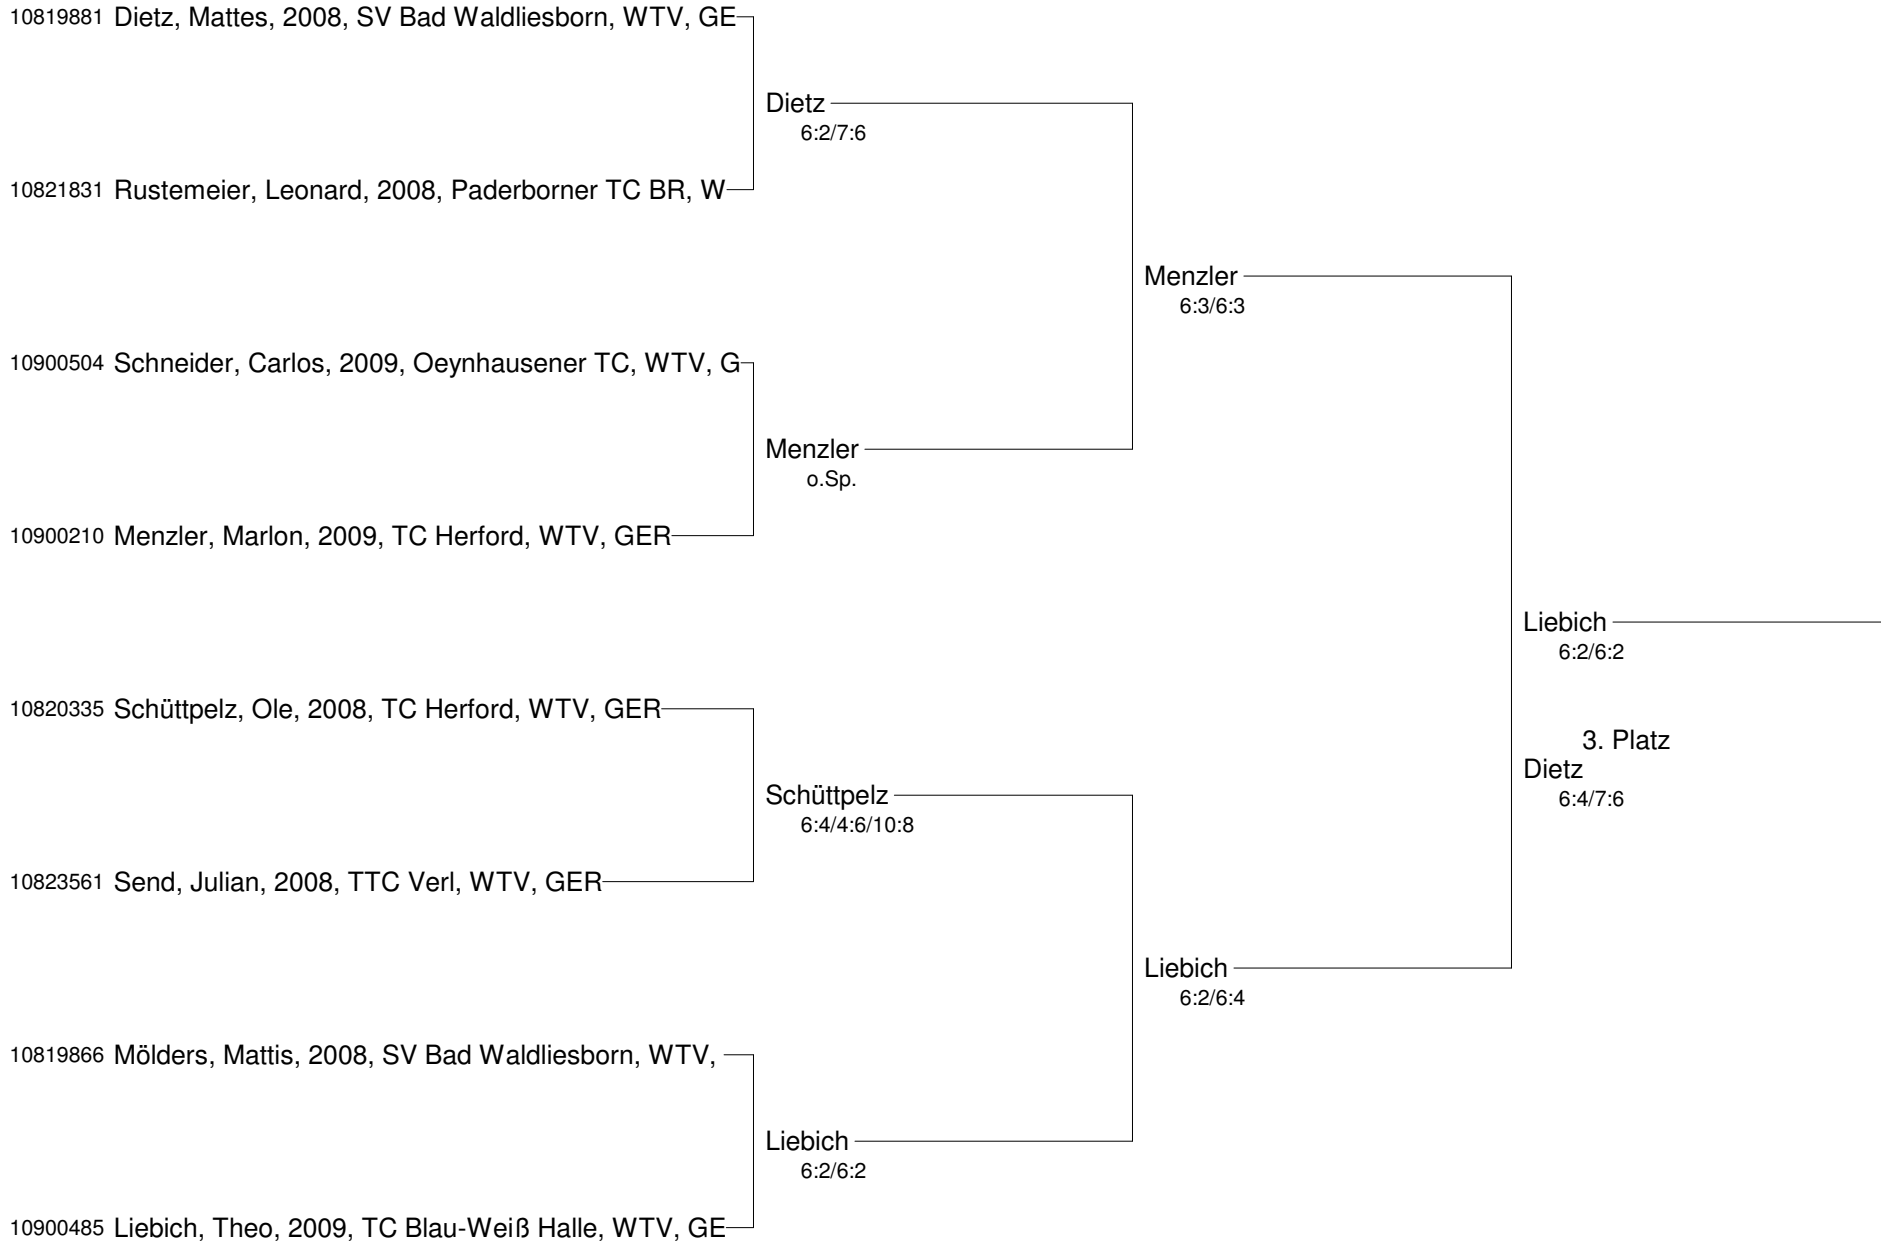 10819881 Dietz, Mattes, 2008, SV Bad Waldliesborn, WTV, GE
Dietz
6:2/7:6
10821831 Rustemeier, Leonard, 2008, Paderborner TC BR, W
Menzler
6:3/6:3
10900504 Schneider, Carlos, 2009, Oeynhausener TC, WTV, G
Menzler
o.Sp.
10900210 Menzler, Marlon, 2009, TC Herford, WTV, GER
Liebich
6:2/6:2
10820335 Schüttpelz, Ole, 2008, TC Herford, WTV, GER
3. Platz
Dietz
6:4/7:6
Schüttpelz
6:4/4:6/10:8
10823561 Send, Julian, 2008, TTC Verl, WTV, GER
Liebich
6:2/6:4
10819866 Mölders, Mattis, 2008, SV Bad Waldliesborn, WTV,
Liebich
6:2/6:2
10900485 Liebich, Theo, 2009, TC Blau-Weiß Halle, WTV, GE